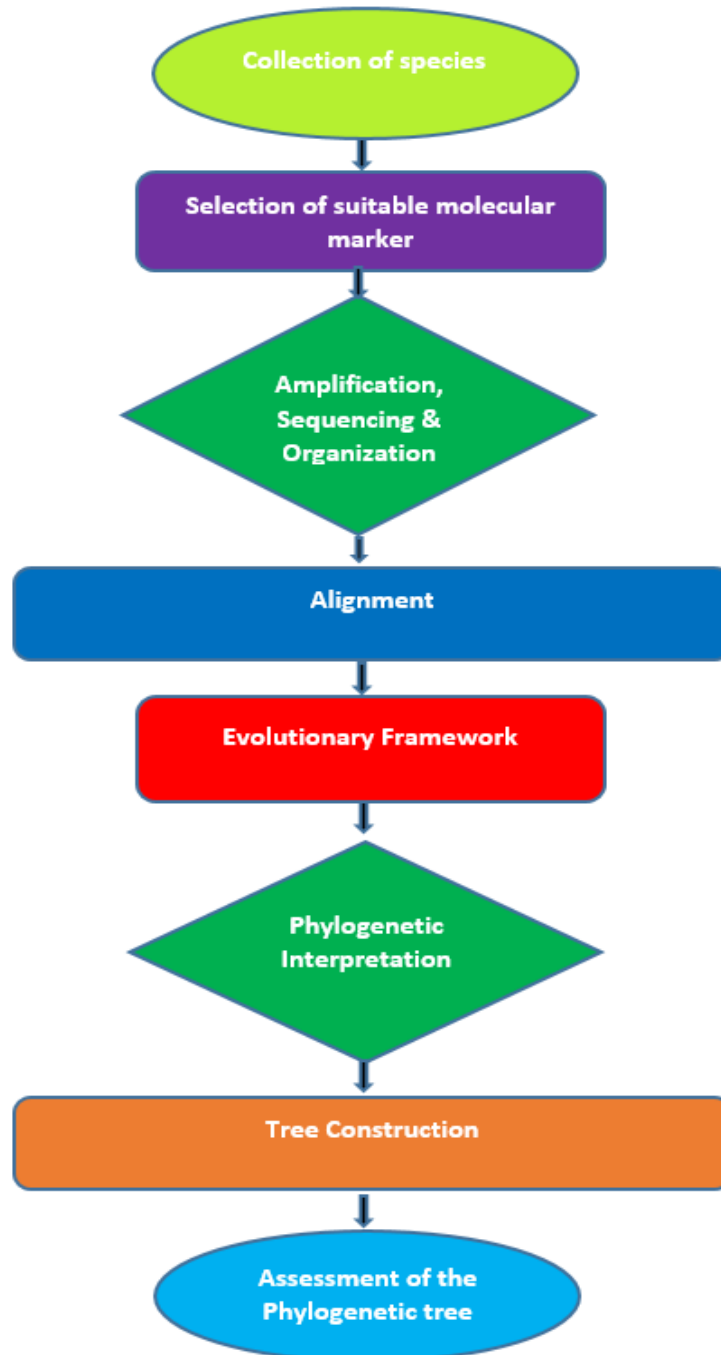 Collection of species
Selection of suitable molecular
marker
Amplification,
Sequencing &
Organization
Alignment
Evolutionary Framework
Phylogenetic
Interpretation
Tree Construction
Assessment of the
Phylogenetic tree